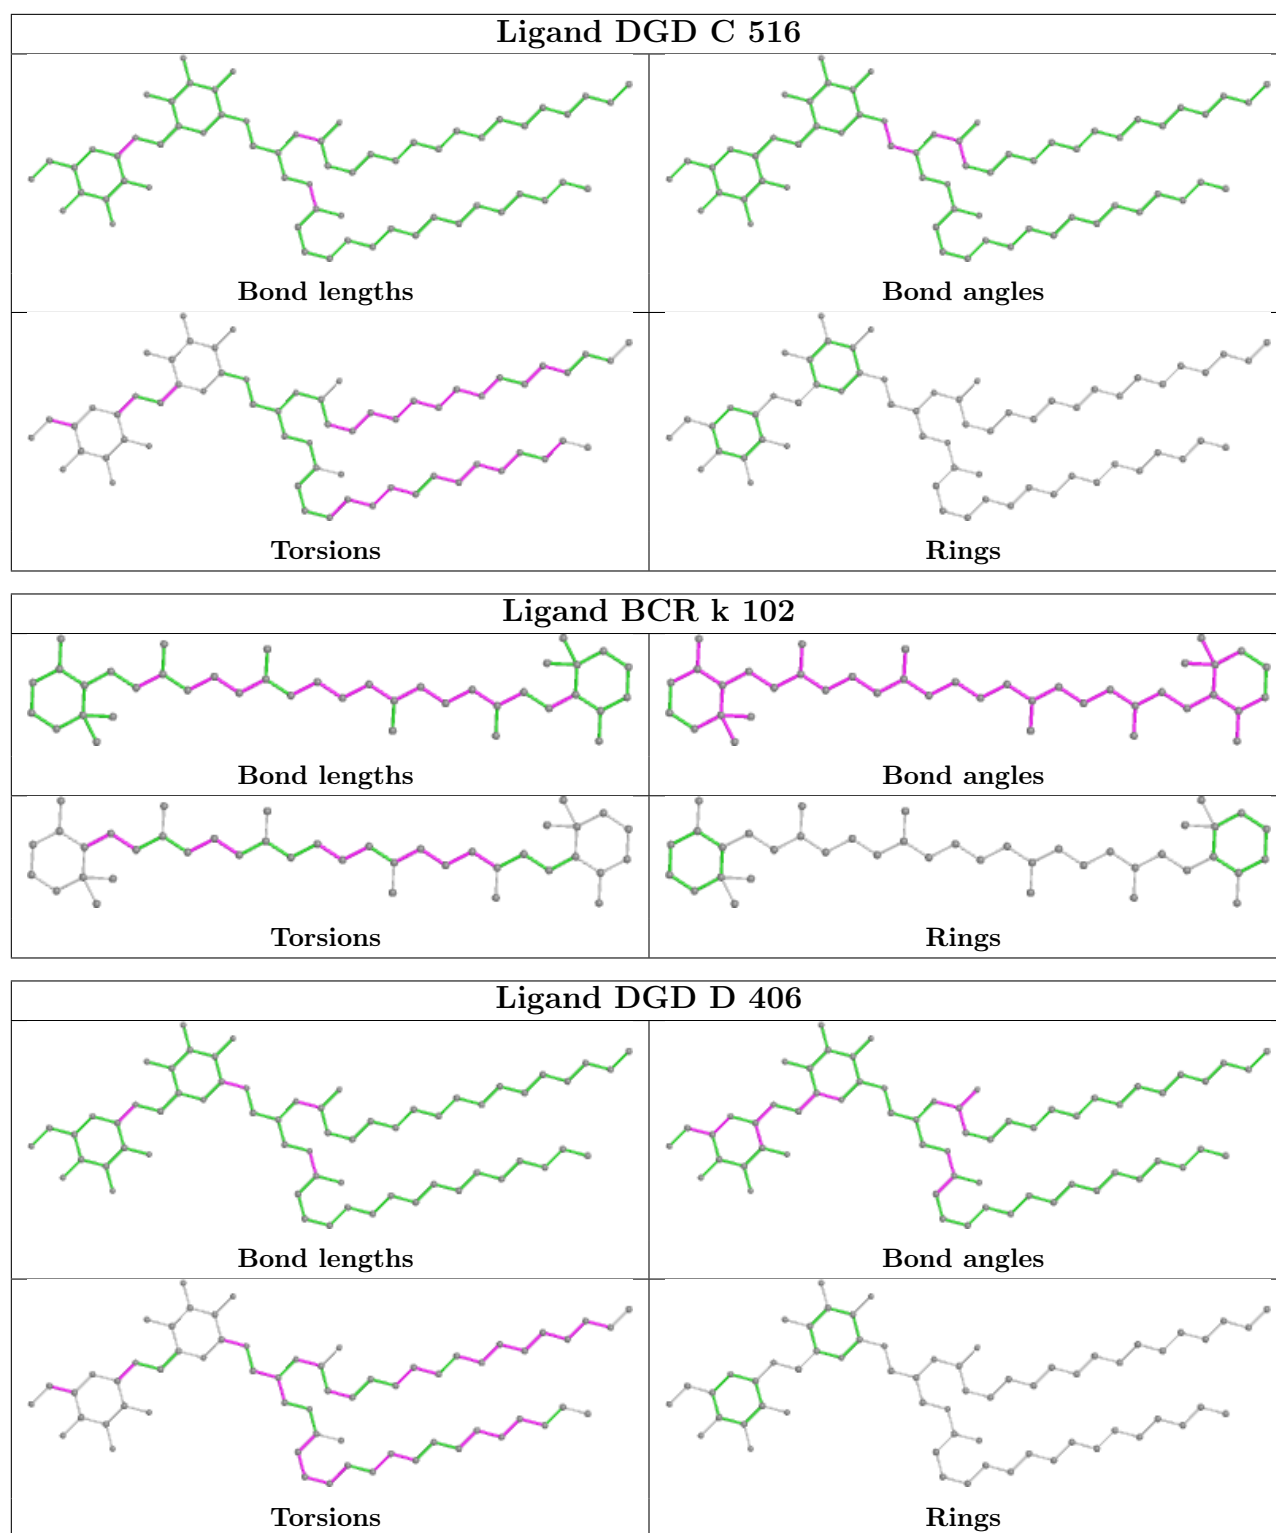 Ligand DGD C 516
Bond lengths
Bond angles
Torsions
Rings
Ligand BCR k 102
Bond lengths
Bond angles
Torsions
Rings
Ligand DGD D 406
Bond lengths
Bond angles
Torsions
Rings